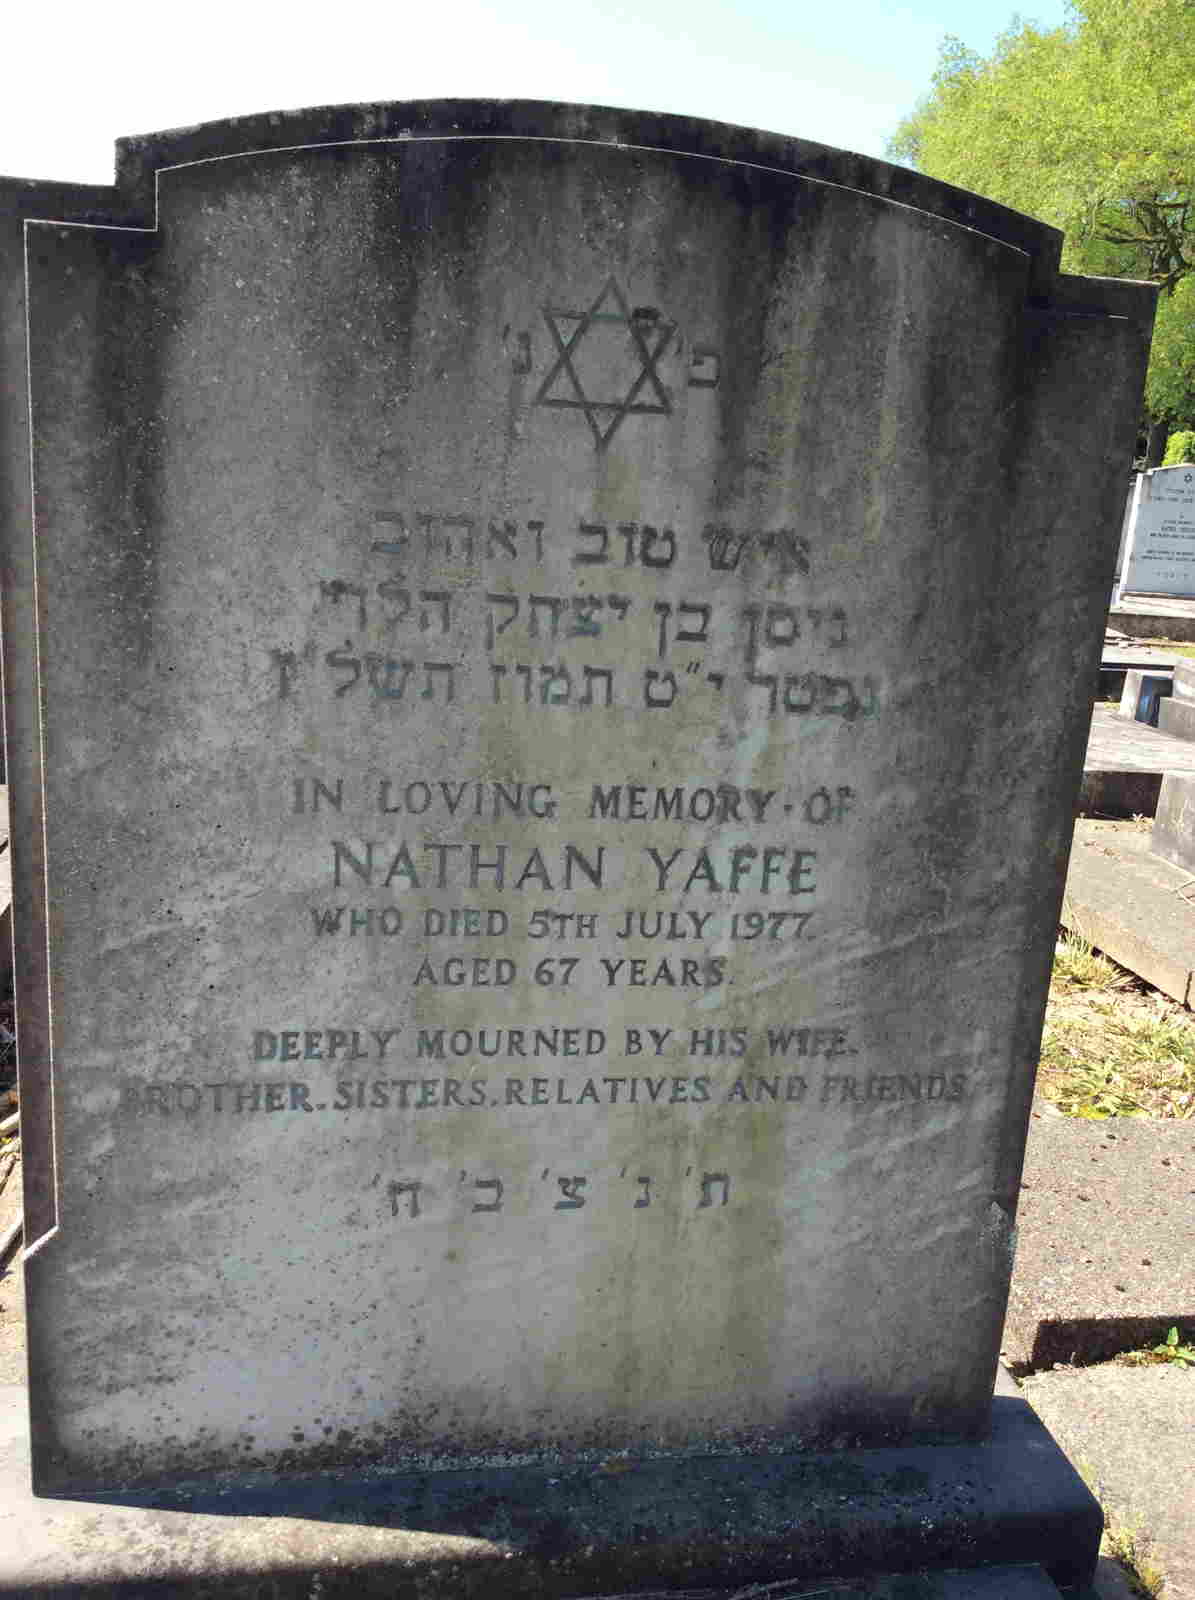 פ' נ'
איש טוב ואהוב
ניסן בן יצחק הלוי
נפטר י"ט תמוז תשל"ז
IN LOVING MEMORY OF
NATHAN YAFFE
WHO DIED 5TH JULY 1977.
AGED 67 YEARS.
DEEPLY MOURNED BY HIS WIFE.
BROTHER. SISTERS. RELATIVES AND FRIENDS.
ת' נ' צ' ב' ה'